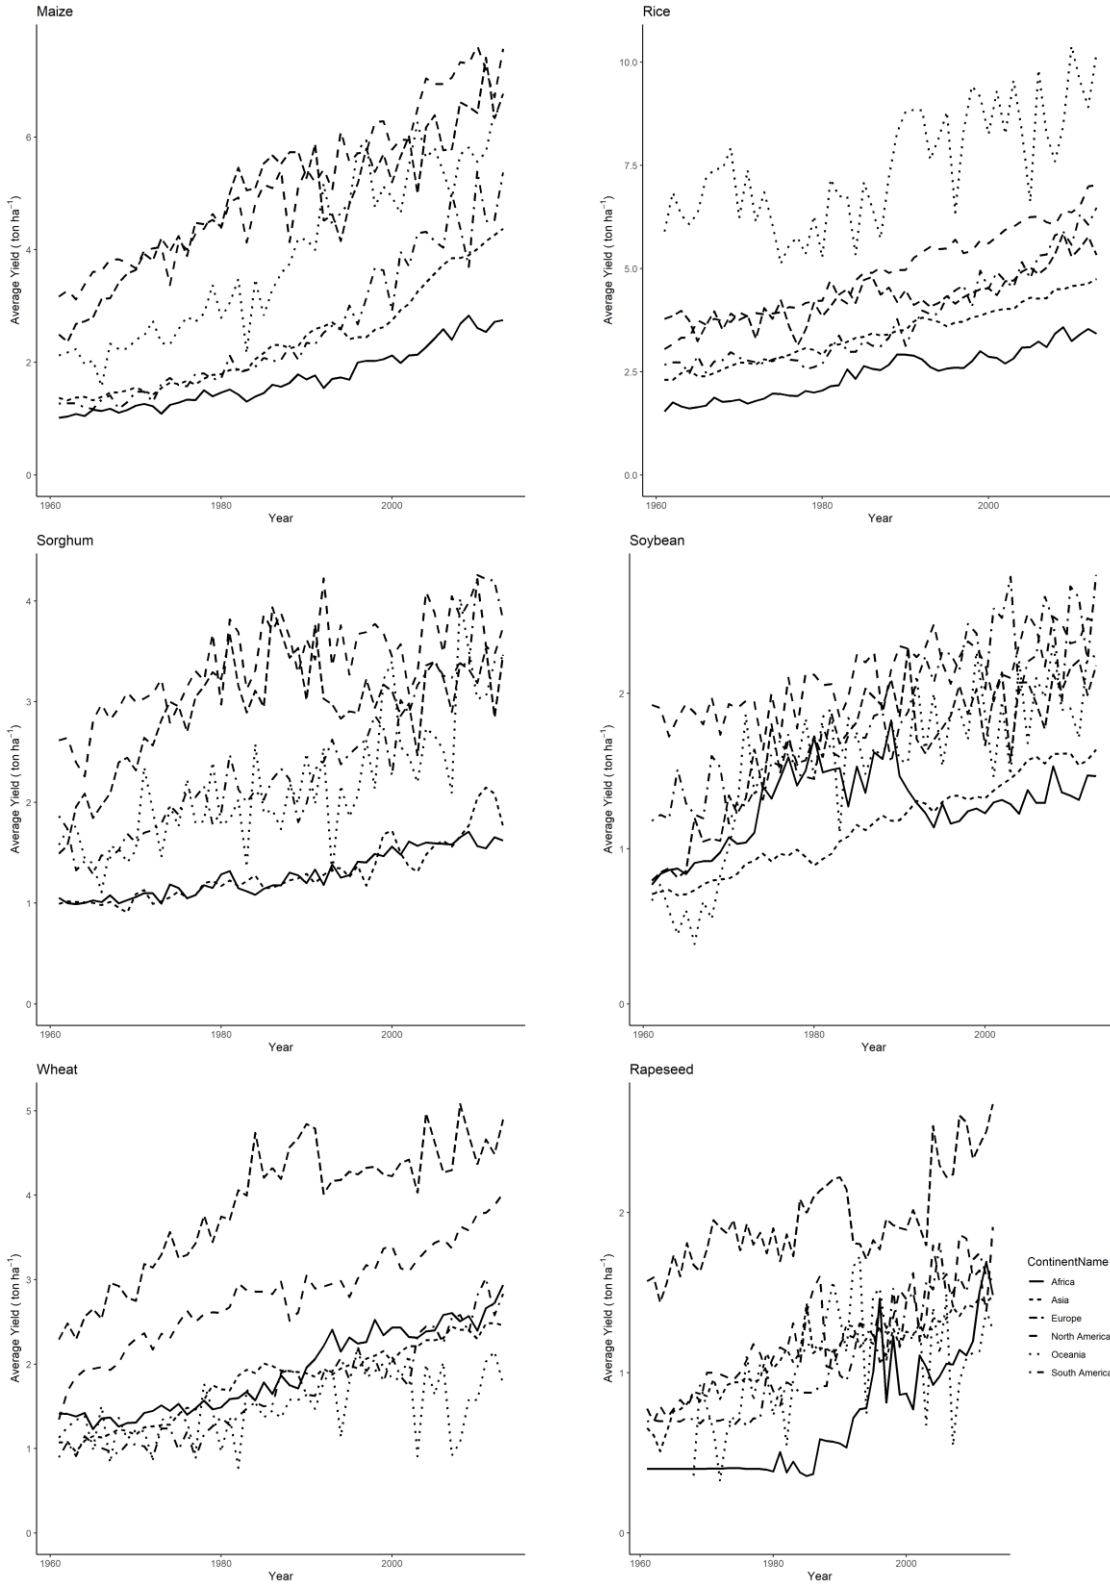 Maize
Average Yield ( ton ha⁻¹)
6
4
2
0
1960 1980 2000
Year
Rice
Average Yield ( ton ha⁻¹)
10.0
7.5
5.0
2.5
0.0
1960 1980 2000
Year
Sorghum
Average Yield ( ton ha⁻¹)
4
3
2
1
0
1960 1980 2000
Year
Soybean
Average Yield ( ton ha⁻¹)
2
1
0
1960 1980 2000
Year
Wheat
Average Yield ( ton ha⁻¹)
5
4
3
2
1
0
1960 1980 2000
Year
Rapeseed
Average Yield ( ton ha⁻¹)
2
1
0
1960 1980 2000
Year
ContinentName
Africa
Asia
Europe
North America
Oceania
South America